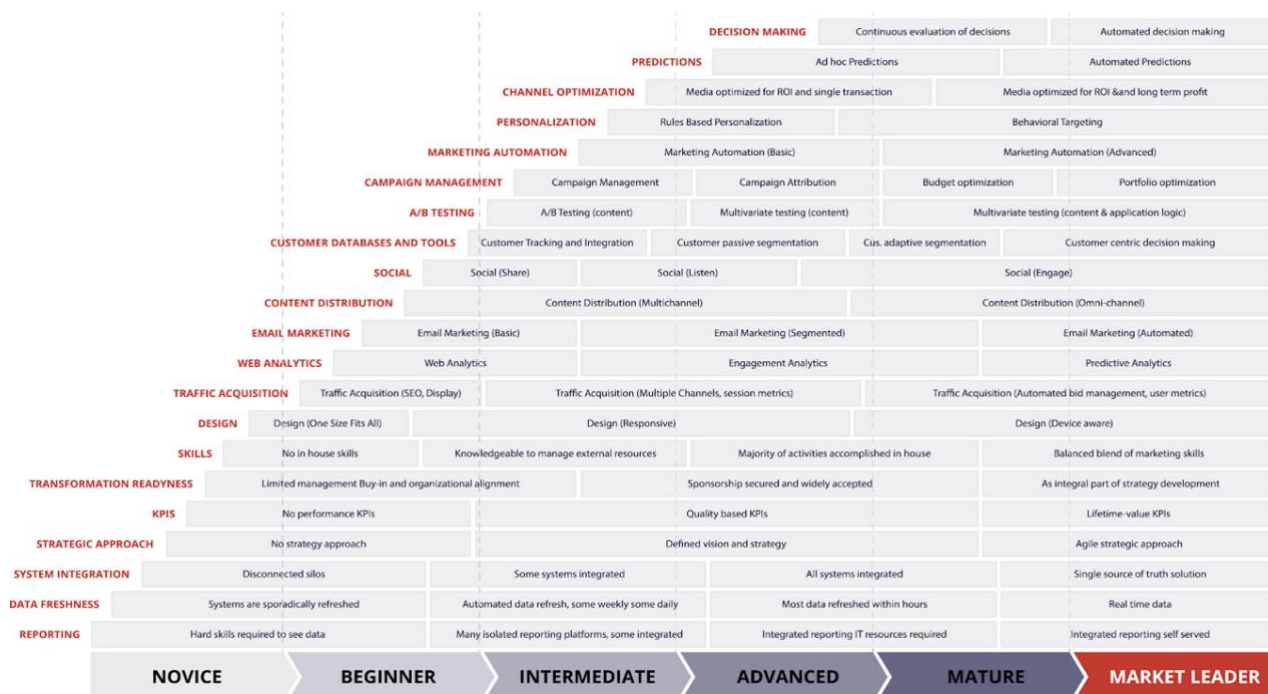 DECISION MAKING Continuous evaluation of decisions Automated decision making
PREDICTIONS Ad hoc Predictions Automated Predictions
CHANNEL OPTIMIZATION Media optimized for ROI and single transaction Media optimized for ROI &and long term profit
PERSONALIZATION Rules Based Personalization Behavioral Targeting
MARKETING AUTOMATION Marketing Automation (Basic) Marketing Automation (Advanced)
CAMPAIGN MANAGEMENT Campaign Management Campaign Attribution Budget optimization Portfolio optimization
A/B TESTING A/B Testing (content) Multivariate testing (content) Multivariate testing (content & application logic)
CUSTOMER DATABASES AND TOOLS Customer Tracking and Integration Customer passive segmentation Cus. adaptive segmentation Customer centric decision making
SOCIAL Social (Share) Social (Listen) Social (Engage)
CONTENT DISTRIBUTION Content Distribution (Multichannel) Content Distribution (Omni-channel)
EMAIL MARKETING Email Marketing (Basic) Email Marketing (Segmented) Email Marketing (Automated)
WEB ANALYTICS Web Analytics Engagement Analytics Predictive Analytics
TRAFFIC ACQUISITION Traffic Acquisition (SEO, Display) Traffic Acquisition (Multiple Channels, session metrics) Traffic Acquisition (Automated bid management, user metrics)
DESIGN Design (One Size Fits All) Design (Responsive) Design (Device aware)
SKILLS No in house skills Knowledgeable to manage external resources Majority of activities accomplished in house Balanced blend of marketing skills
TRANSFORMATION READYNESS Limited management Buy-in and organizational alignment Sponsorship secured and widely accepted As integral part of strategy development
KPIS No performance KPIs Quality based KPIs Lifetime-value KPIs
STRATEGIC APPROACH No strategy approach Defined vision and strategy Agile strategic approach
SYSTEM INTEGRATION Disconnected silos Some systems integrated All systems integrated Single source of truth solution
DATA FRESHNESS Systems are sporadically refreshed Automated data refresh, some weekly some daily Most data refreshed within hours Real time data
REPORTING Hard skills required to see data Many isolated reporting platforms, some integrated Integrated reporting IT resources required Integrated reporting self served
NOVICE BEGINNER INTERMEDIATE ADVANCED MATURE MARKET LEADER